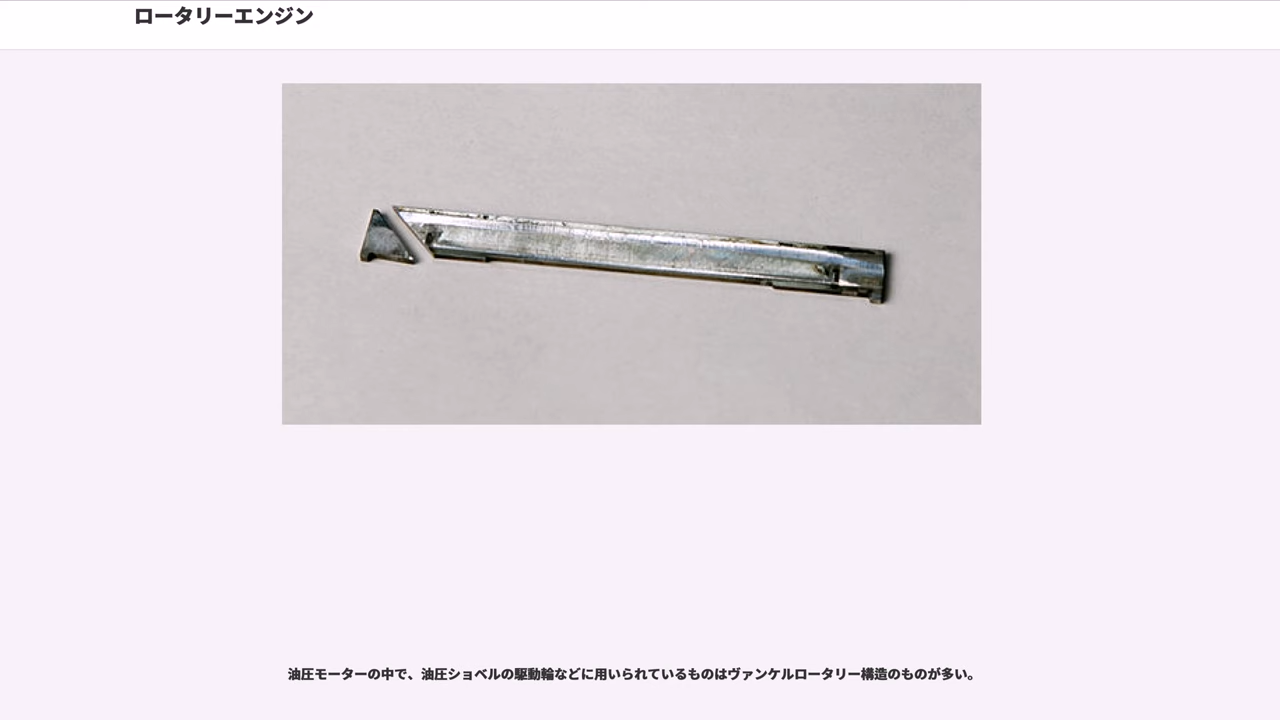 ロータリーエンジン
油圧モーターの中で、油圧ショベルの駆動輪などに用いられているものはヴァンケルロータリー構造のものが多い。